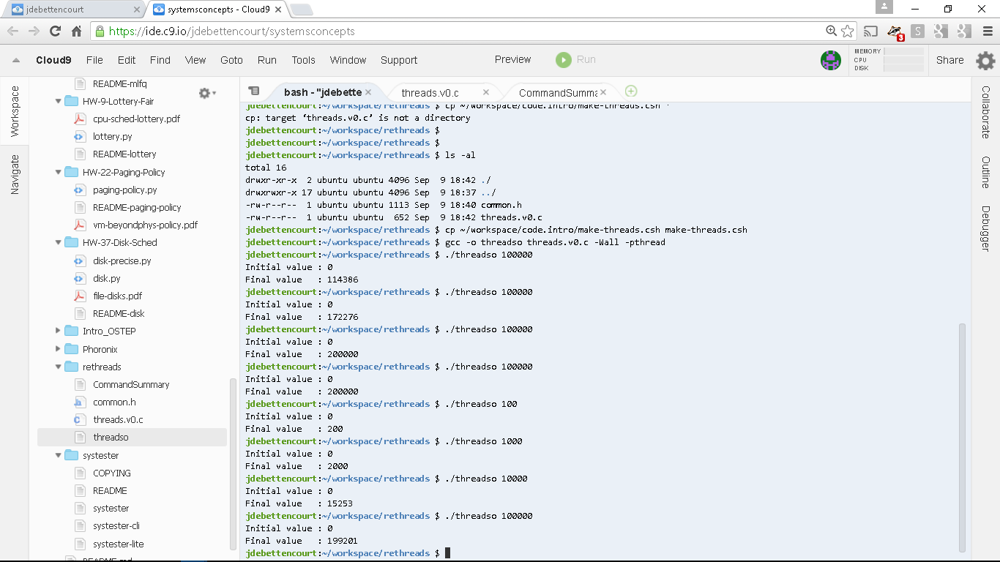 jdebettencourt
systemsconcepts - Cloud9
https://ide.c9.io/jdebettencourt/systemsconcepts
3
S
Cloud9 File Edit Find View Goto Run Tools Window Support Preview Run Share
MEMORY
CPU
DISK
Workspace
Navigate
README-mlfq
HW-9-Lottery-Fair
cpu-sched-lottery.pdf
lottery.py
README-lottery
HW-22-Paging-Policy
paging-policy.py
README-paging-policy
vm-beyondphys-policy.pdf
HW-37-Disk-Sched
disk-precise.py
disk.py
file-disks.pdf
README-disk
Intro_OSTEP
Phoronix
rethreads
CommandSummary
common.h
threads.v0.c
threadso
systester
COPYING
README
systester
systester-cli
systester-lite
README.md
bash - "jdebette
threads.v0.c
CommandSumma
jdebettencourt:~/workspace/rethreads $ cp ~/workspace/code.intro/make-threads.csh
cp: target ‘threads.v0.c’ is not a directory
jdebettencourt:~/workspace/rethreads $
jdebettencourt:~/workspace/rethreads $
jdebettencourt:~/workspace/rethreads $ ls -al
total 16
drwxr-xr-x 2 ubuntu ubuntu 4096 Sep 9 18:42 ./
drwxrwxr-x 17 ubuntu ubuntu 4096 Sep 9 18:37 ../
-rw-r--r-- 1 ubuntu ubuntu 1113 Sep 9 18:40 common.h
-rw-r--r-- 1 ubuntu ubuntu 652 Sep 9 18:42 threads.v0.c
jdebettencourt:~/workspace/rethreads $ cp ~/workspace/code.intro/make-threads.csh make-threads.csh
jdebettencourt:~/workspace/rethreads $ gcc -o threadso threads.v0.c -Wall -pthread
jdebettencourt:~/workspace/rethreads $ ./threadso 100000
Initial value : 0
Final value : 114386
jdebettencourt:~/workspace/rethreads $ ./threadso 100000
Initial value : 0
Final value : 172276
jdebettencourt:~/workspace/rethreads $ ./threadso 100000
Initial value : 0
Final value : 200000
jdebettencourt:~/workspace/rethreads $ ./threadso 100000
Initial value : 0
Final value : 200000
jdebettencourt:~/workspace/rethreads $ ./threadso 100
Initial value : 0
Final value : 200
jdebettencourt:~/workspace/rethreads $ ./threadso 1000
Initial value : 0
Final value : 2000
jdebettencourt:~/workspace/rethreads $ ./threadso 10000
Initial value : 0
Final value : 15253
jdebettencourt:~/workspace/rethreads $ ./threadso 100000
Initial value : 0
Final value : 199201
jdebettencourt:~/workspace/rethreads $
Collaborate
Outline
Debugger